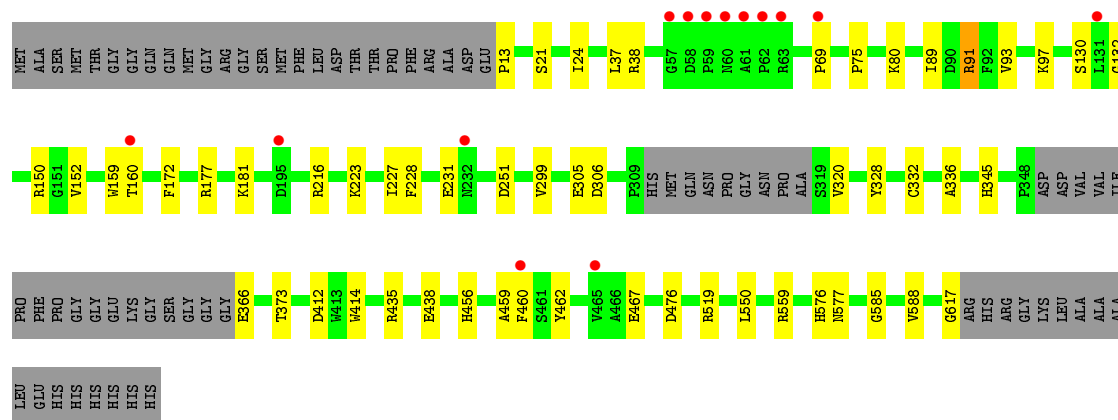 MET ALA SER MET THR GLY GLY GLN GLN MET GLY ARG GLY SER MET PHE LEU ASP THR THR PRO PHE ARG ALA ASP GLU P13 S21 I24 L37 R38 G57 D58 P59 N60 A61 P62 R63 P69 P75 K80 I89 D90 R91 F92 V93 K97 S130 L131 G132
R150 G151 V152 W159 T160 F172 R177 K181 D195 R216 K223 I227 F228 E231 N232 D251 V299 E305 D306 P309 HIS MET GLN ASN PRO GLY ASN PRO ALA S319 V320 Y328 C332 A336 H345 P348 ASP ASP VAL VAL ILE
PRO PHE PRO GLY GLY GLU LYS GLY SER GLY GLY GLY E366 T373 D412 W413 W414 R435 E438 H456 A459 F460 S461 Y462 V465 A466 E467 D476 R519 L550 R559 H576 N577 G585 V588 G617 ARG HIS ARG GLY LYS LEU ALA ALA ALA
LEU GLU HIS HIS HIS HIS HIS HIS